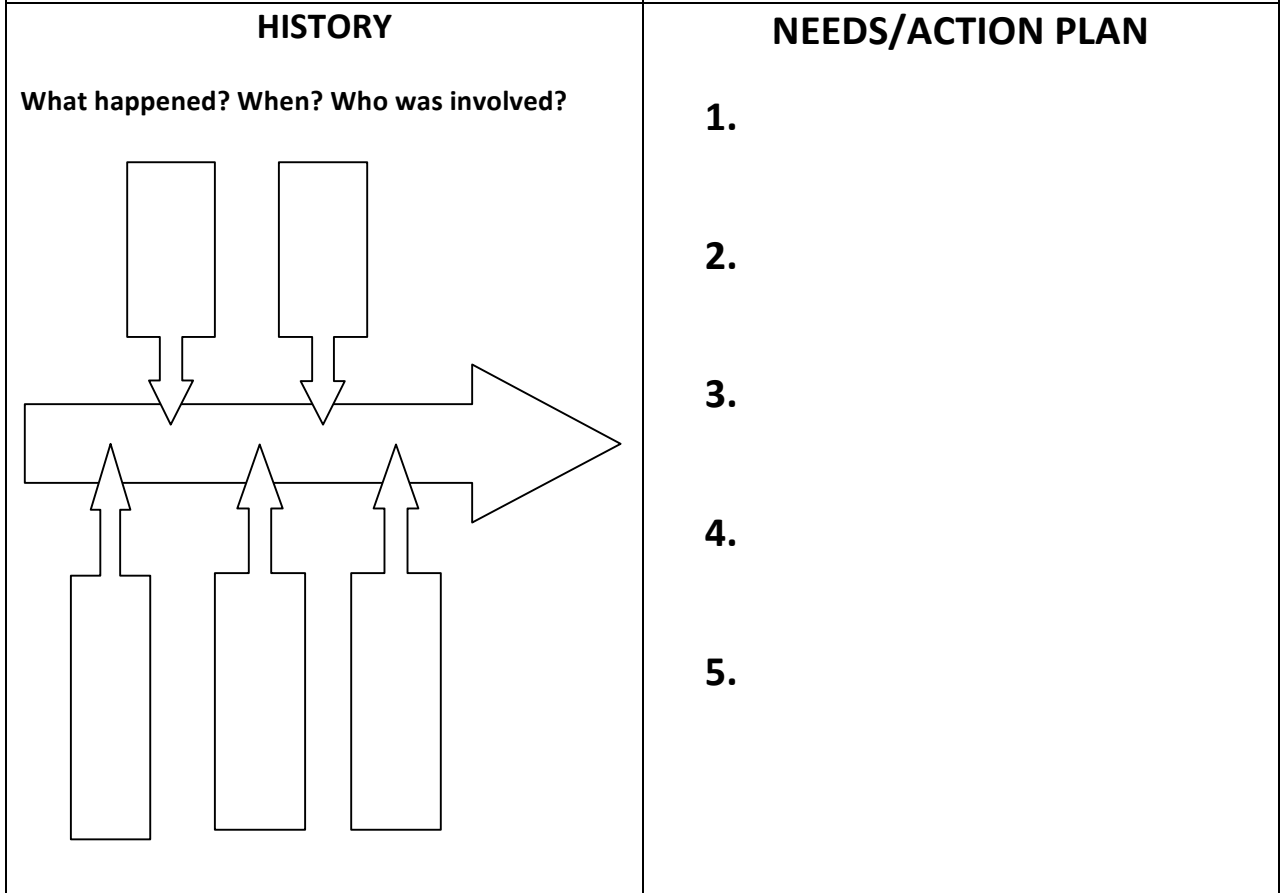 HISTORY
What happened? When? Who was involved?
NEEDS/ACTION PLAN
1.
2.
3.
4.
5.